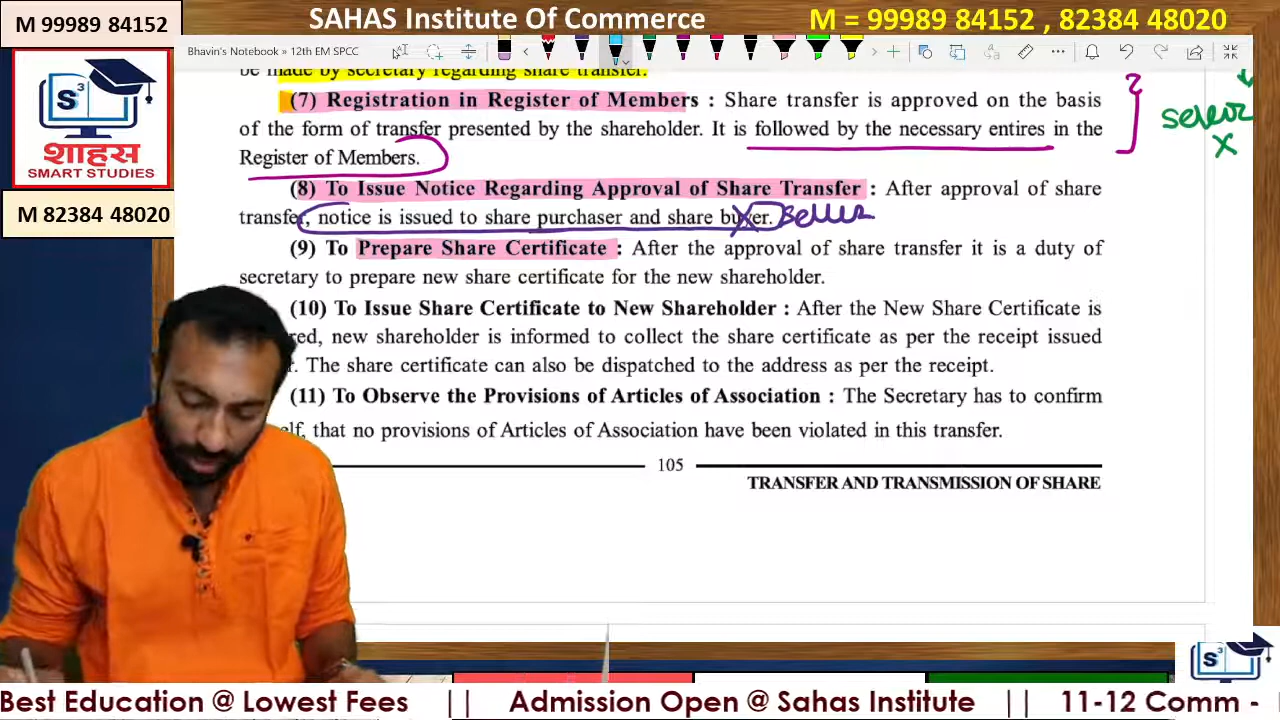 M 99989 84152
SAHAS Institute Of Commerce
M = 99989 84152 , 82384 48020
Bhavin's Notebook » 12th EM SPCC
S³
शाहस
SMART STUDIES
M 82384 48020
be made by secretary regarding share transfer.
(7) Registration in Register of Members : Share transfer is approved on the basis
of the form of transfer presented by the shareholder. It is followed by the necessary entires in the
Register of Members.
X
(8) To Issue Notice Regarding Approval of Share Transfer : After approval of share
transfer, notice is issued to share purchaser and share buyer. seller
(9) To Prepare Share Certificate : After the approval of share transfer it is a duty of
secretary to prepare new share certificate for the new shareholder.
(10) To Issue Share Certificate to New Shareholder : After the New Share Certificate is
red, new shareholder is informed to collect the share certificate as per the receipt issued
. The share certificate can also be dispatched to the address as per the receipt.
(11) To Observe the Provisions of Articles of Association : The Secretary has to confirm
elf, that no provisions of Articles of Association have been violated in this transfer.
105
TRANSFER AND TRANSMISSION OF SHARE
S³
Best Education @ Lowest Fees || Admission Open @ Sahas Institute || 11-12 Comm -